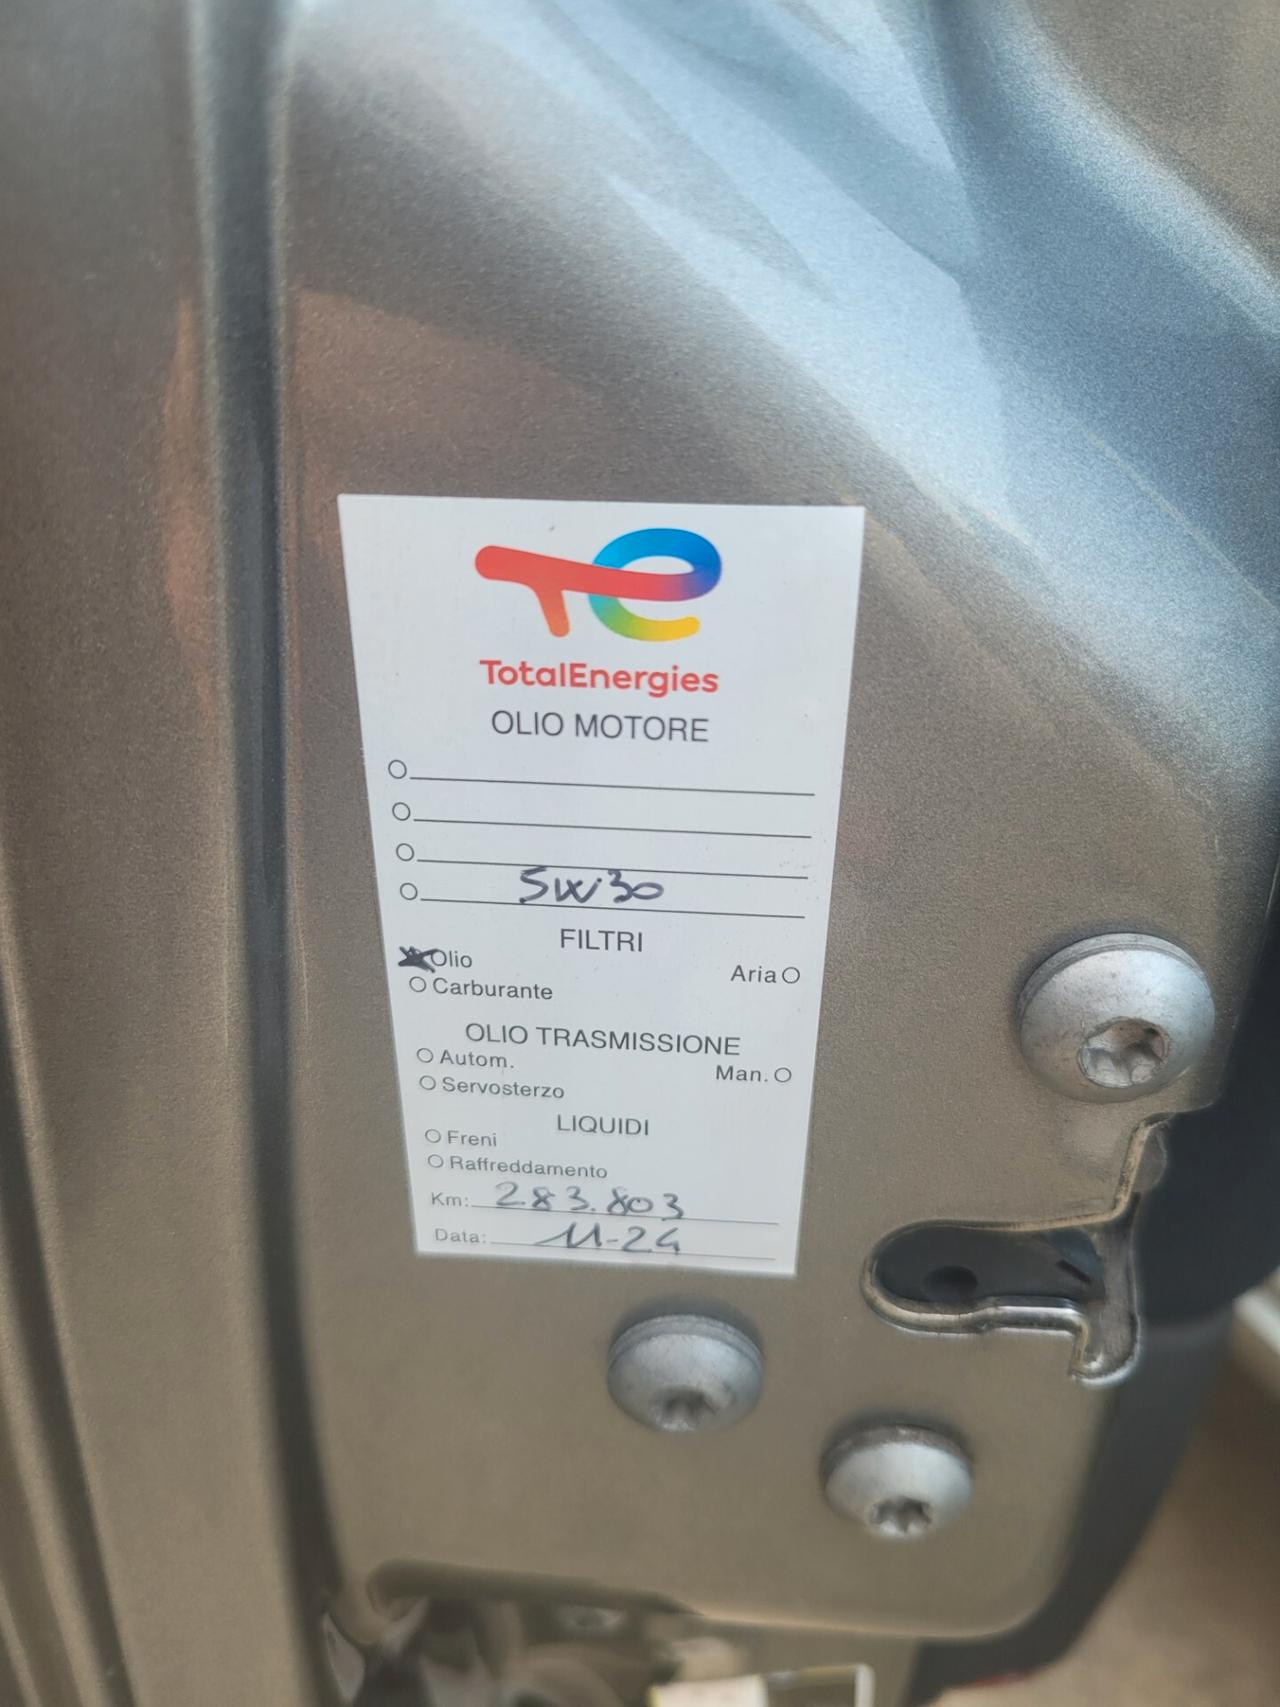 TotalEnergies
OLIO MOTORE
5W30
FILTRI
Olio Aria
Carburante
OLIO TRASMISSIONE
Autom. Man.
Servosterzo
LIQUIDI
Freni
Raffreddamento
Km: 283.803
Data: 11-24